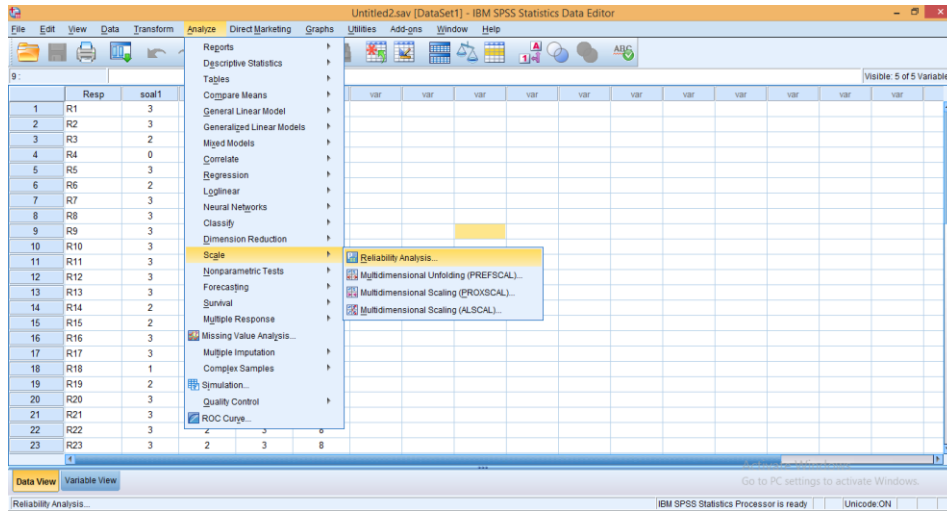 Untitled2.sav [DataSet1] - IBM SPSS Statistics Data Editor
File Edit View Data Transform Analyze Direct Marketing Graphs Utilities Add-ons Window Help
9 :
Visible: 5 of 5 Variable
Resp soal1 var var var var var var var var var var
1 R1 3
2 R2 3
3 R3 2
4 R4 0
5 R5 3
6 R6 2
7 R7 3
8 R8 3
9 R9 3
10 R10 3
11 R11 3
12 R12 3
13 R13 3
14 R14 2
15 R15 2
16 R16 3
17 R17 3
18 R18 1
19 R19 2
20 R20 3
21 R21 3
22 R22 3 2 3 8
23 R23 3 2 3 8
Reports
Descriptive Statistics
Tables
Compare Means
General Linear Model
Generalized Linear Models
Mixed Models
Correlate
Regression
Loglinear
Neural Networks
Classify
Dimension Reduction
Scale
Nonparametric Tests
Forecasting
Survival
Multiple Response
Missing Value Analysis...
Multiple Imputation
Complex Samples
Simulation...
Quality Control
ROC Curve...
Reliability Analysis...
Multidimensional Unfolding (PREFSCAL)...
Multidimensional Scaling (PROXSCAL)...
Multidimensional Scaling (ALSCAL)...
Data View Variable View
Go to PC settings to activate Windows.
Reliability Analysis...
IBM SPSS Statistics Processor is ready
Unicode:ON